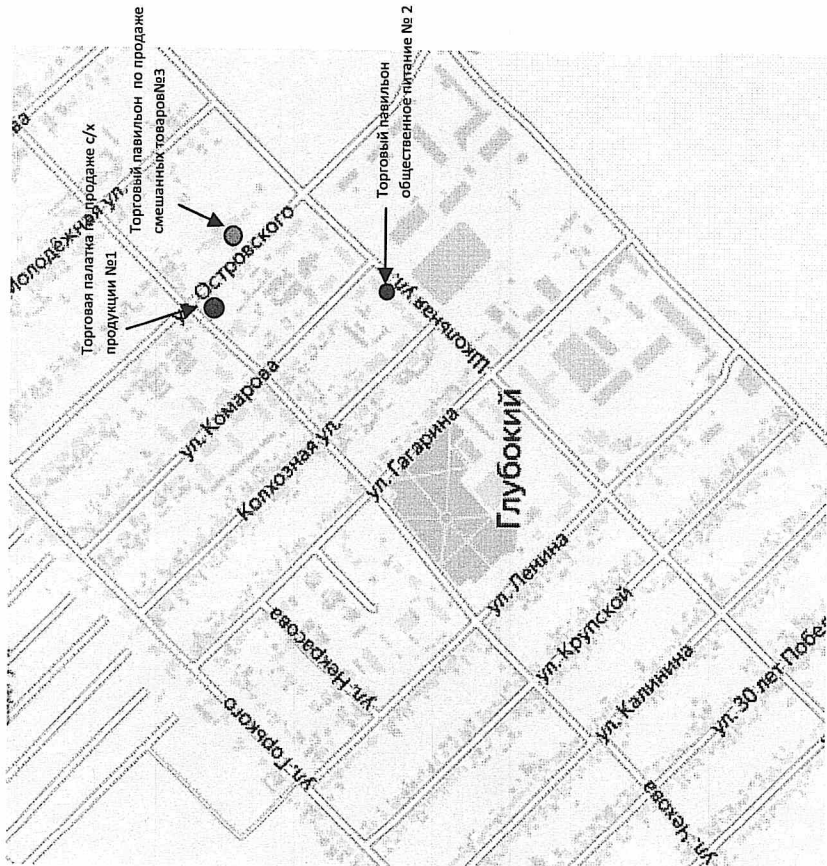 ва
Молодёжная ул.
Торговая палатка по продаже с/х
продукции №1
Торговый павильон по продаже
смешанных товаров№3
ул. Островского
Торговый павильон
общественное питание № 2
ул. Комарова
Колхозная ул.
Школьная ул.
ул. Гагарина
Глубокий
ул. Некрасова
ул. Ленина
ул. Горького
ул. Крупской
ул. Калинина
ул. 30 лет Побе
ул. Чехова